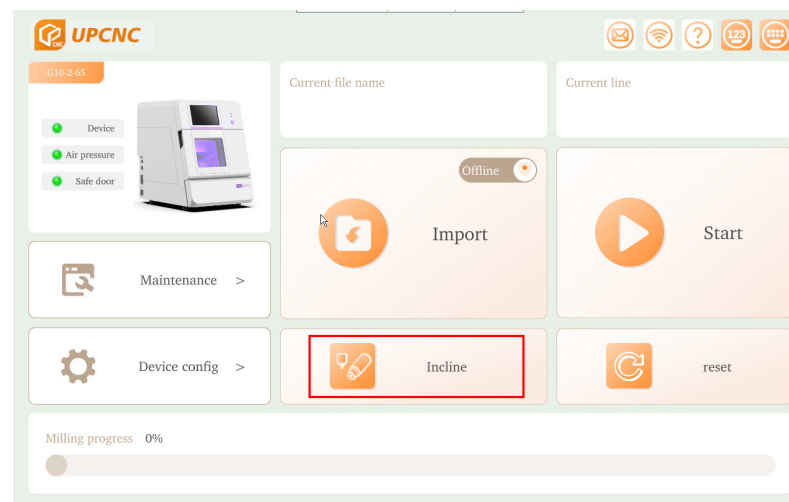 UPCNC
123
G10-2-65
Device
Air pressure
Safe door
Current file name
Current line
Offline
Import
Start
Maintenance >
Device config >
Incline
reset
Milling progress 0%